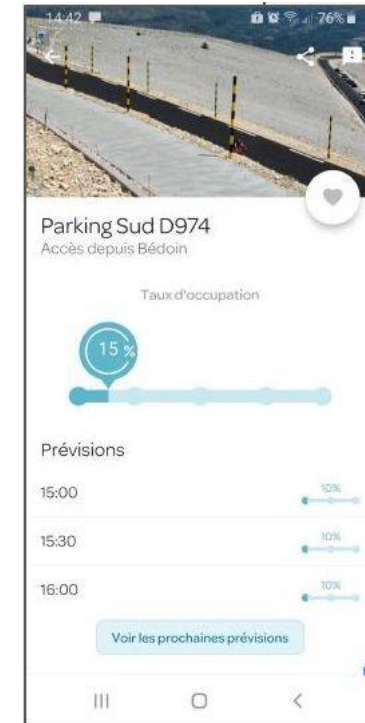 14:42 76%
Parking Sud D974
Accès depuis Bédoin
Taux d'occupation
15 %
Prévisions
15:00 10%
15:30 10%
16:00 10%
Voir les prochaines prévisions